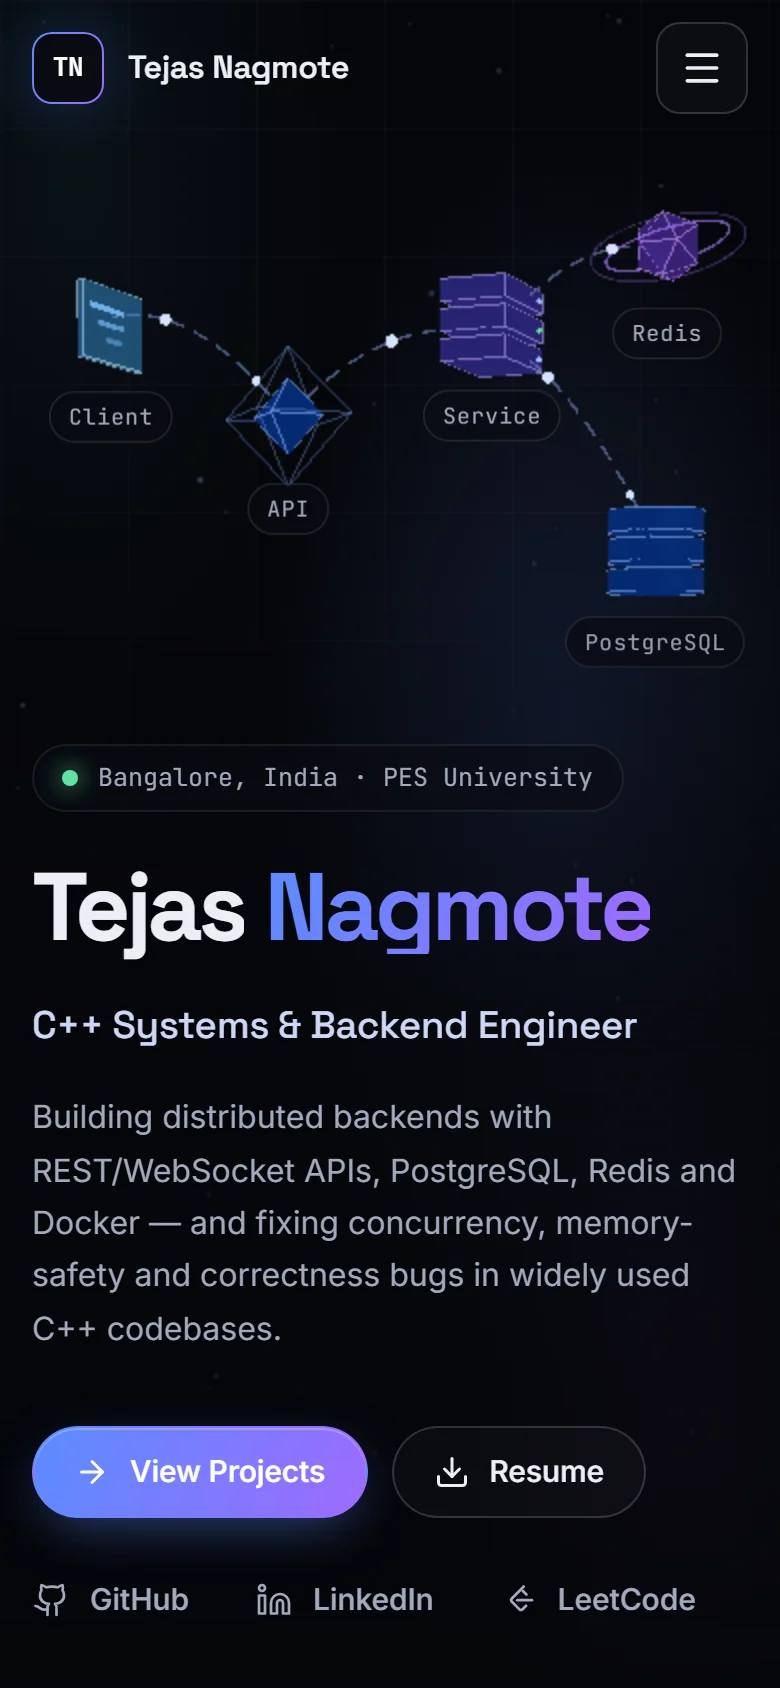 TN
Tejas Nagmote
Redis
Client
Service
API
PostgreSQL
Bangalore, India · PES University
Tejas Nagmote
C++ Systems & Backend Engineer
Building distributed backends with
REST/WebSocket APIs, PostgreSQL, Redis and
Docker — and fixing concurrency, memory-
safety and correctness bugs in widely used
C++ codebases.
View Projects
Resume
GitHub
LinkedIn
LeetCode